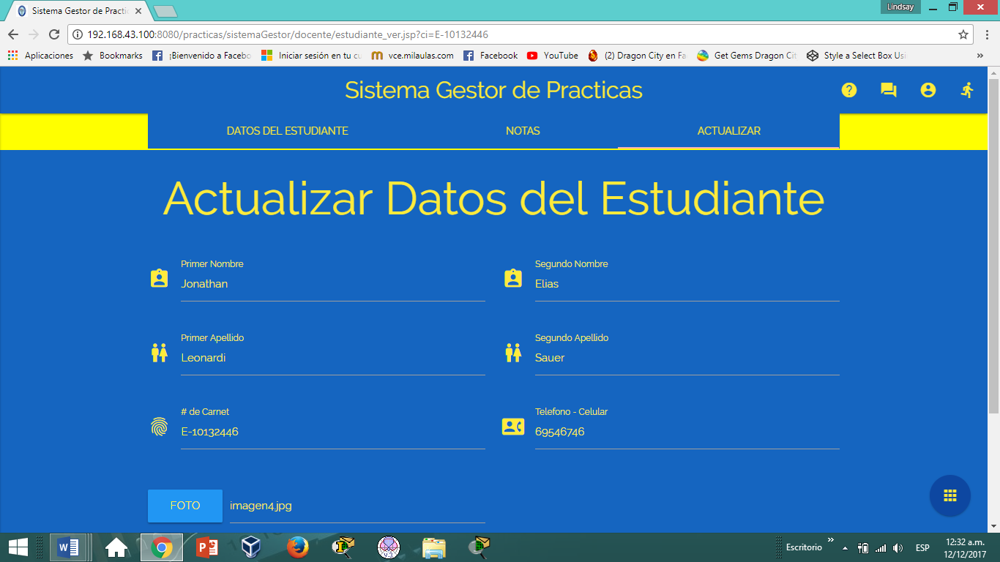 Sistema Gestor de Practic
Lindsay
192.168.43.100:8080/practicas/sistemaGestor/docente/estudiante_ver.jsp?ci=E-10132446
Aplicaciones Bookmarks ¡Bienvenido a Facebo Iniciar sesión en tu cu vce.milaulas.com Facebook YouTube (2) Dragon City en Fa Get Gems Dragon Cit Style a Select Box Usi »
Sistema Gestor de Practicas
DATOS DEL ESTUDIANTE NOTAS ACTUALIZAR
Actualizar Datos del Estudiante
Primer Nombre Segundo Nombre
Jonathan Elias
Primer Apellido Segundo Apellido
Leonardi Sauer
# de Carnet Telefono - Celular
E-10132446 69546746
FOTO imagen4.jpg
Escritorio » ESP 12:32 a.m.
12/12/2017